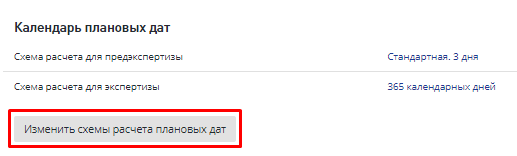 Календарь плановых дат
Схема расчета для предэкспертизы Стандартная. 3 дня
Схема расчета для экспертизы 365 календарных дней
Изменить схемы расчета плановых дат